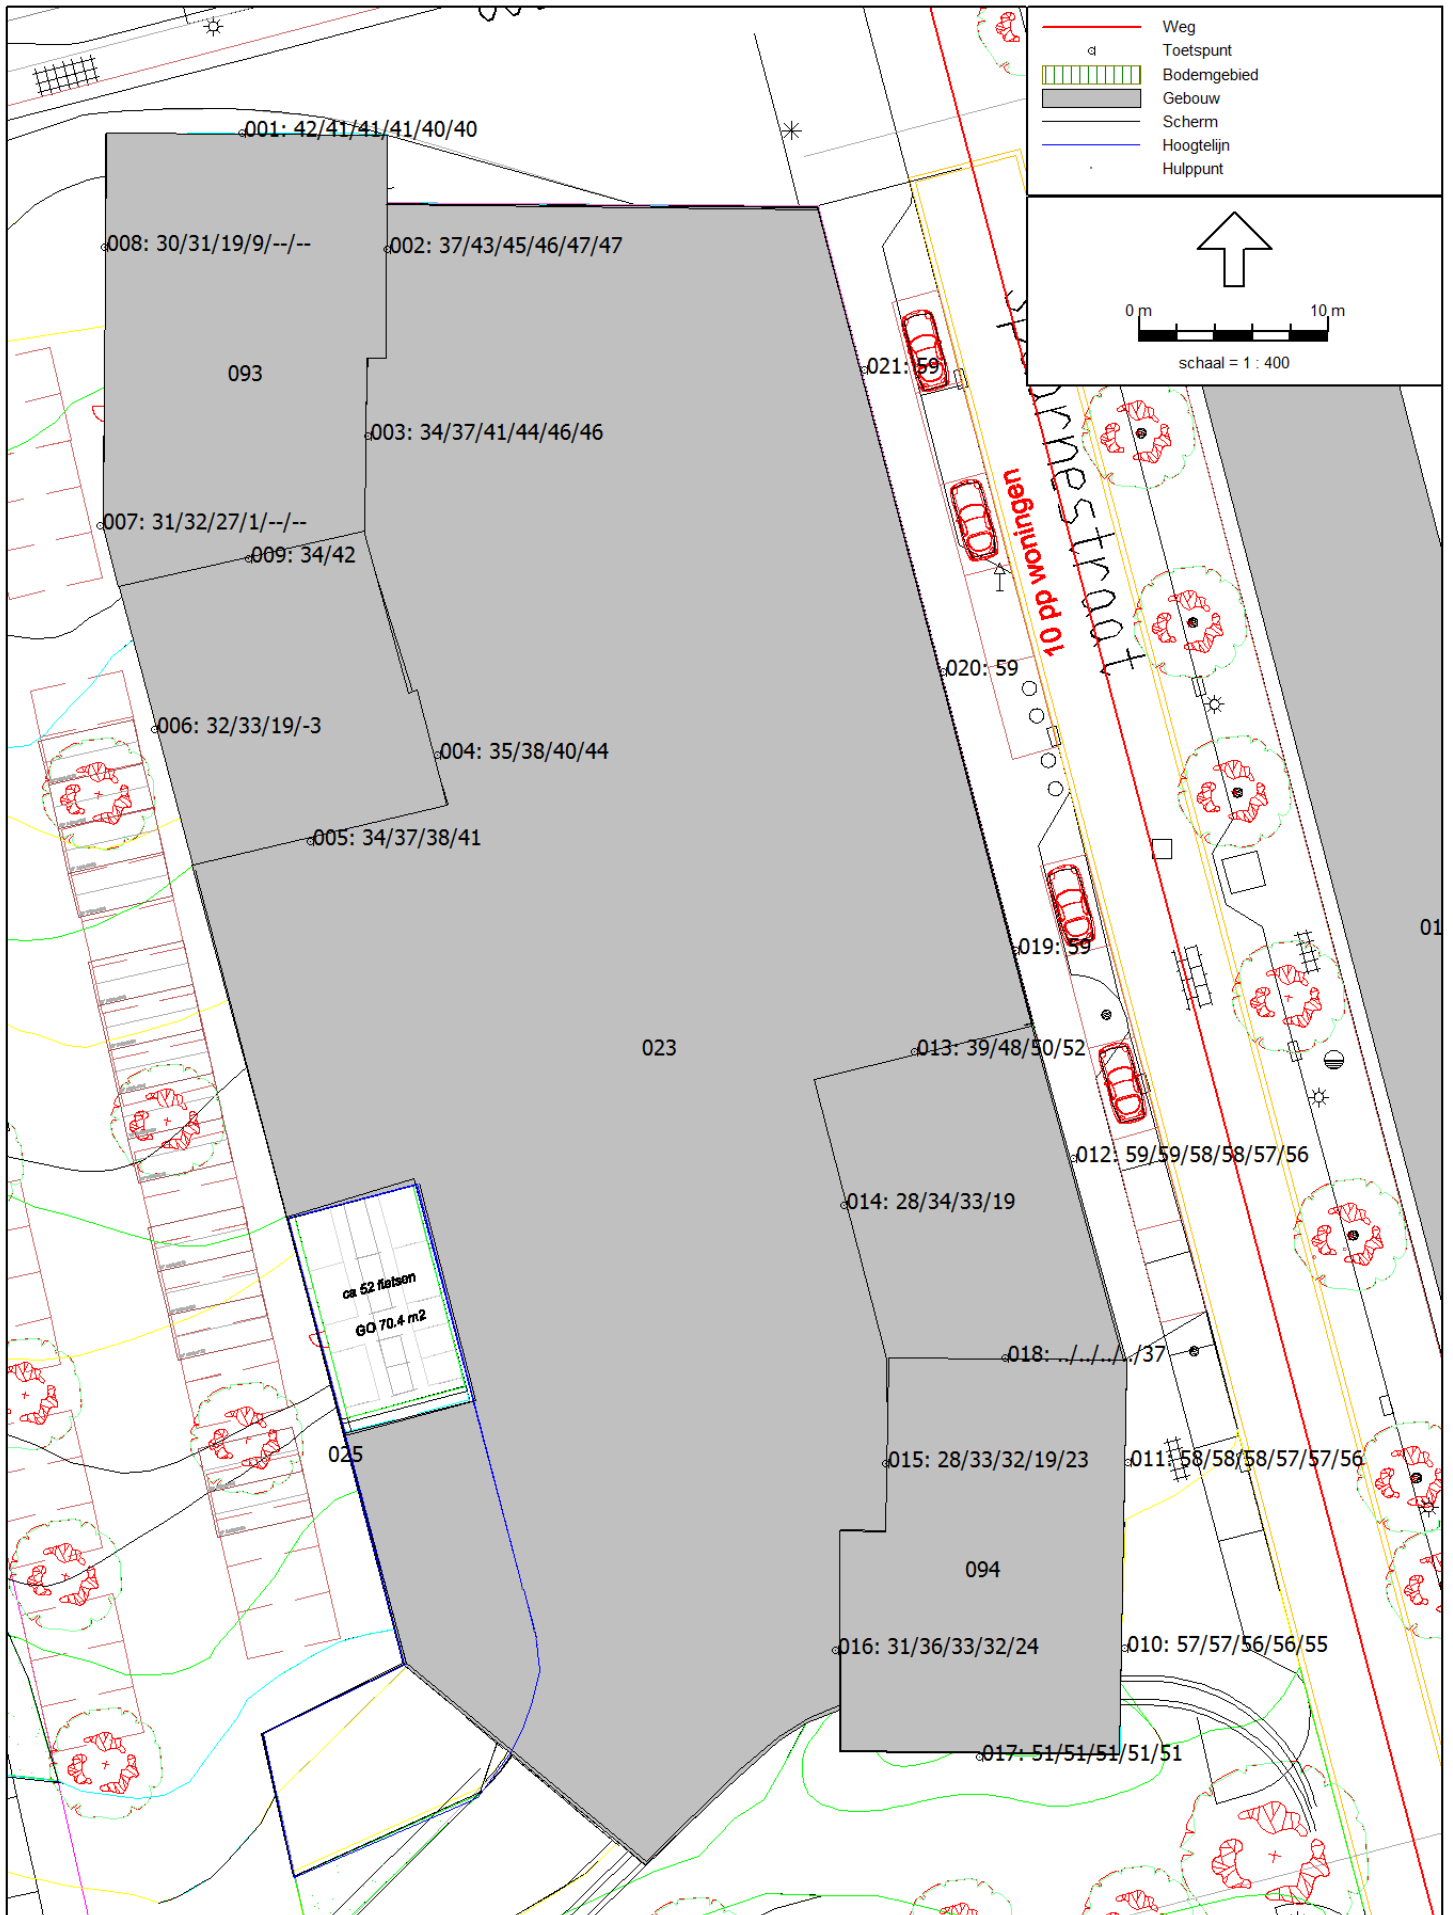 Weg
Toetspunt
Bodemgebied
Gebouw
Scherm
Hoogtelijn
Hulppunt
0 m 10 m
schaal = 1 : 400
001: 42/41/41/41/40/40
008: 30/31/19/9/--/--
002: 37/43/45/46/47/47
093
021: 59
003: 34/37/41/44/46/46
10 pp woningen
007: 31/32/27/1/--/--
009: 34/42
020: 59
006: 32/33/19/-3
004: 35/38/40/44
005: 34/37/38/41
01
019: 59
023
013: 39/48/50/52
012: 59/59/58/58/57/56
014: 28/34/33/19
ca 52 fietsen
GO 70.4 m2
018: ../../../../37
025
015: 28/33/32/19/23
011: 58/58/58/57/57/56
094
016: 31/36/33/32/24
010: 57/57/56/56/55
017: 51/51/51/51/51